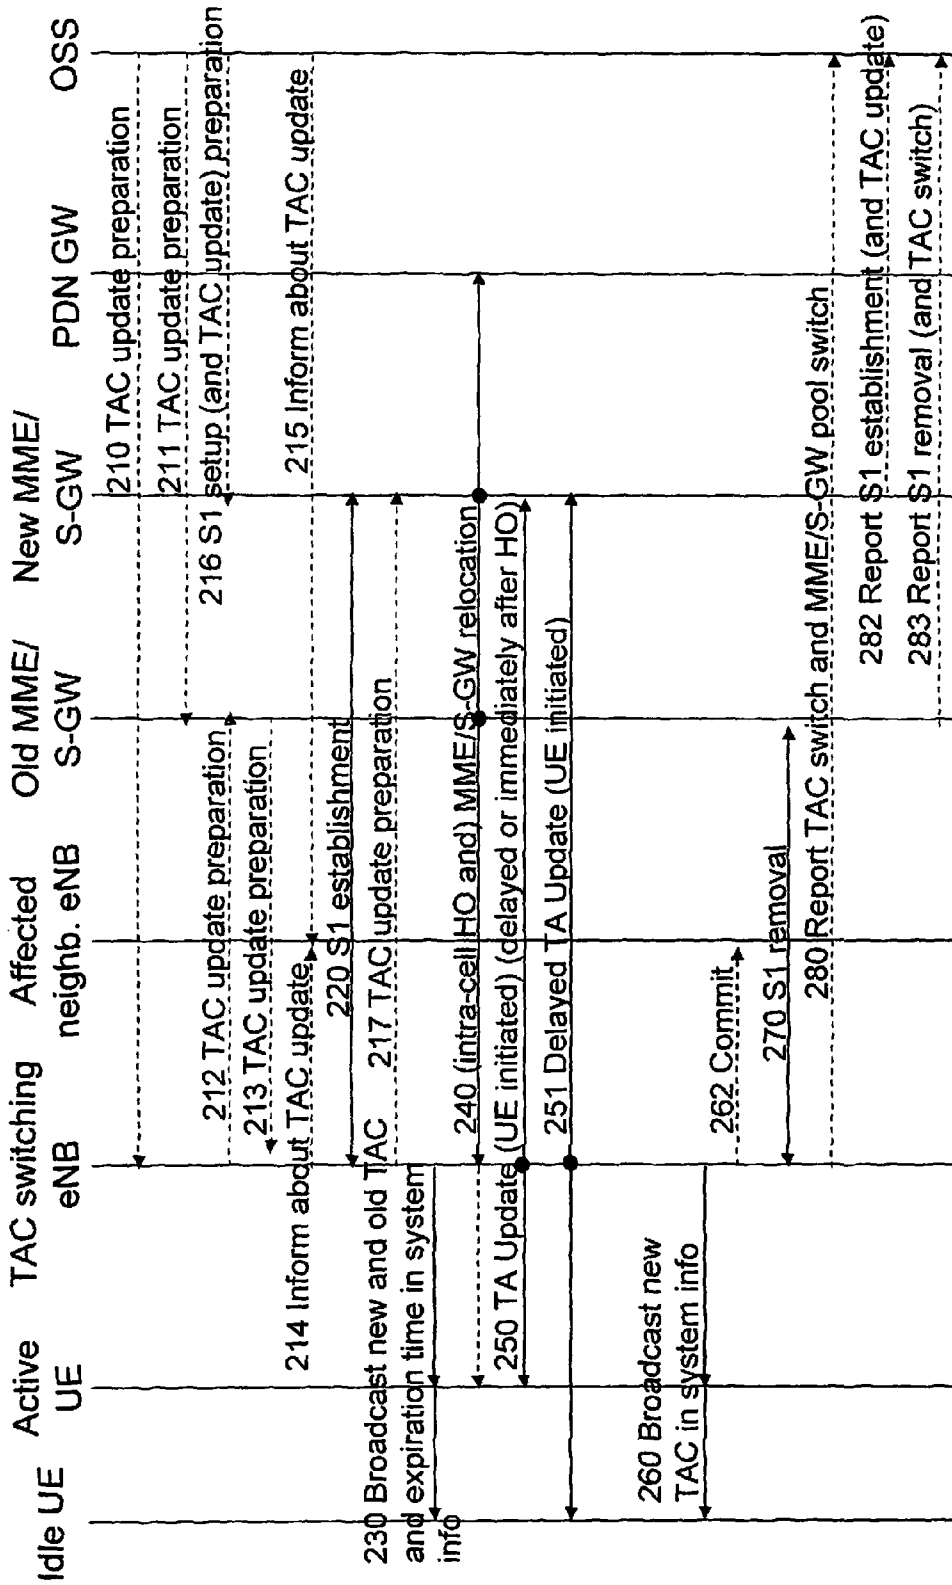 Idle UE
Active
UE
TAC switching
eNB
Affected
neighb. eNB
Old MME/
S-GW
New MME/
S-GW
PDN GW
OSS
210 TAC update preparation
211 TAC update preparation
212 TAC update preparation
216 S1 setup (and TAC update) preparation
213 TAC update preparation
214 Inform about TAC update
215 Inform about TAC update
220 S1 establishment
217 TAC update preparation
230 Broadcast new and old TAC
and expiration time in system
info
240 (intra-cell HO and) MME/S-GW relocation
250 TA Update (UE initiated) (delayed or immediately after HO)
251 Delayed TA Update (UE initiated)
260 Broadcast new
TAC in system info
262 Commit
270 S1 removal
280 Report TAC switch and MME/S-GW pool switch
282 Report S1 establishment (and TAC update)
283 Report S1 removal (and TAC switch)